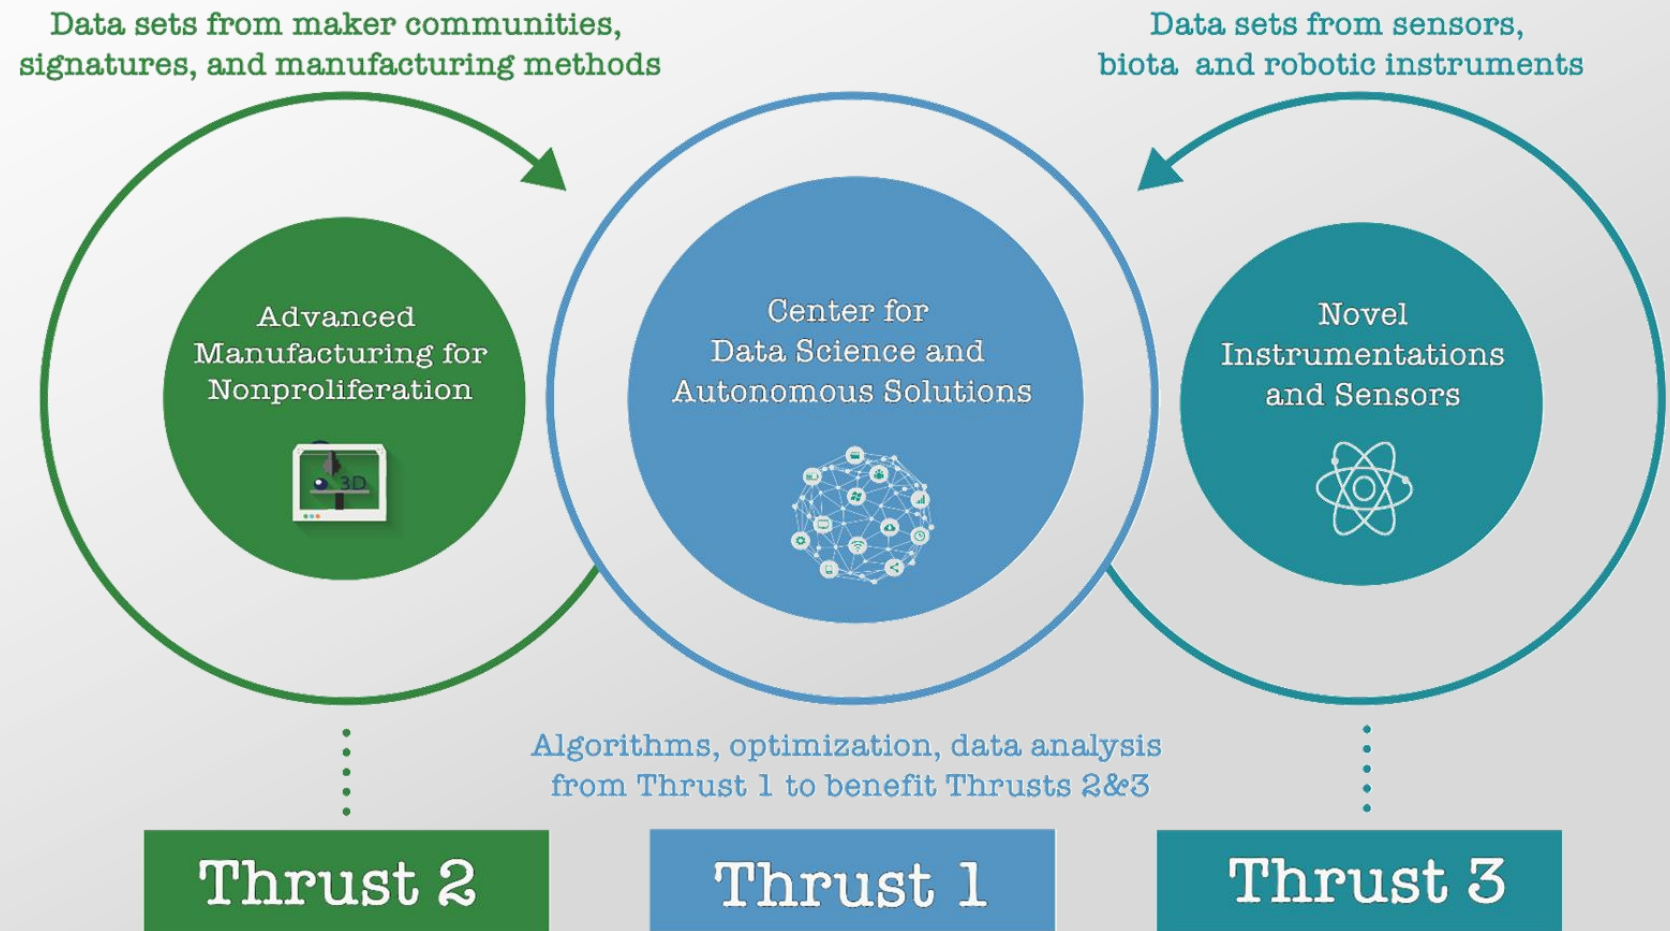 Data sets from maker communities,
signatures, and manufacturing methods
Data sets from sensors,
biota and robotic instruments
Advanced
Manufacturing for
Nonproliferation
3D
Center for
Data Science and
Autonomous Solutions
Novel
Instrumentations
and Sensors
Algorithms, optimization, data analysis
from Thrust 1 to benefit Thrusts 2&3
Thrust 2
Thrust 1
Thrust 3